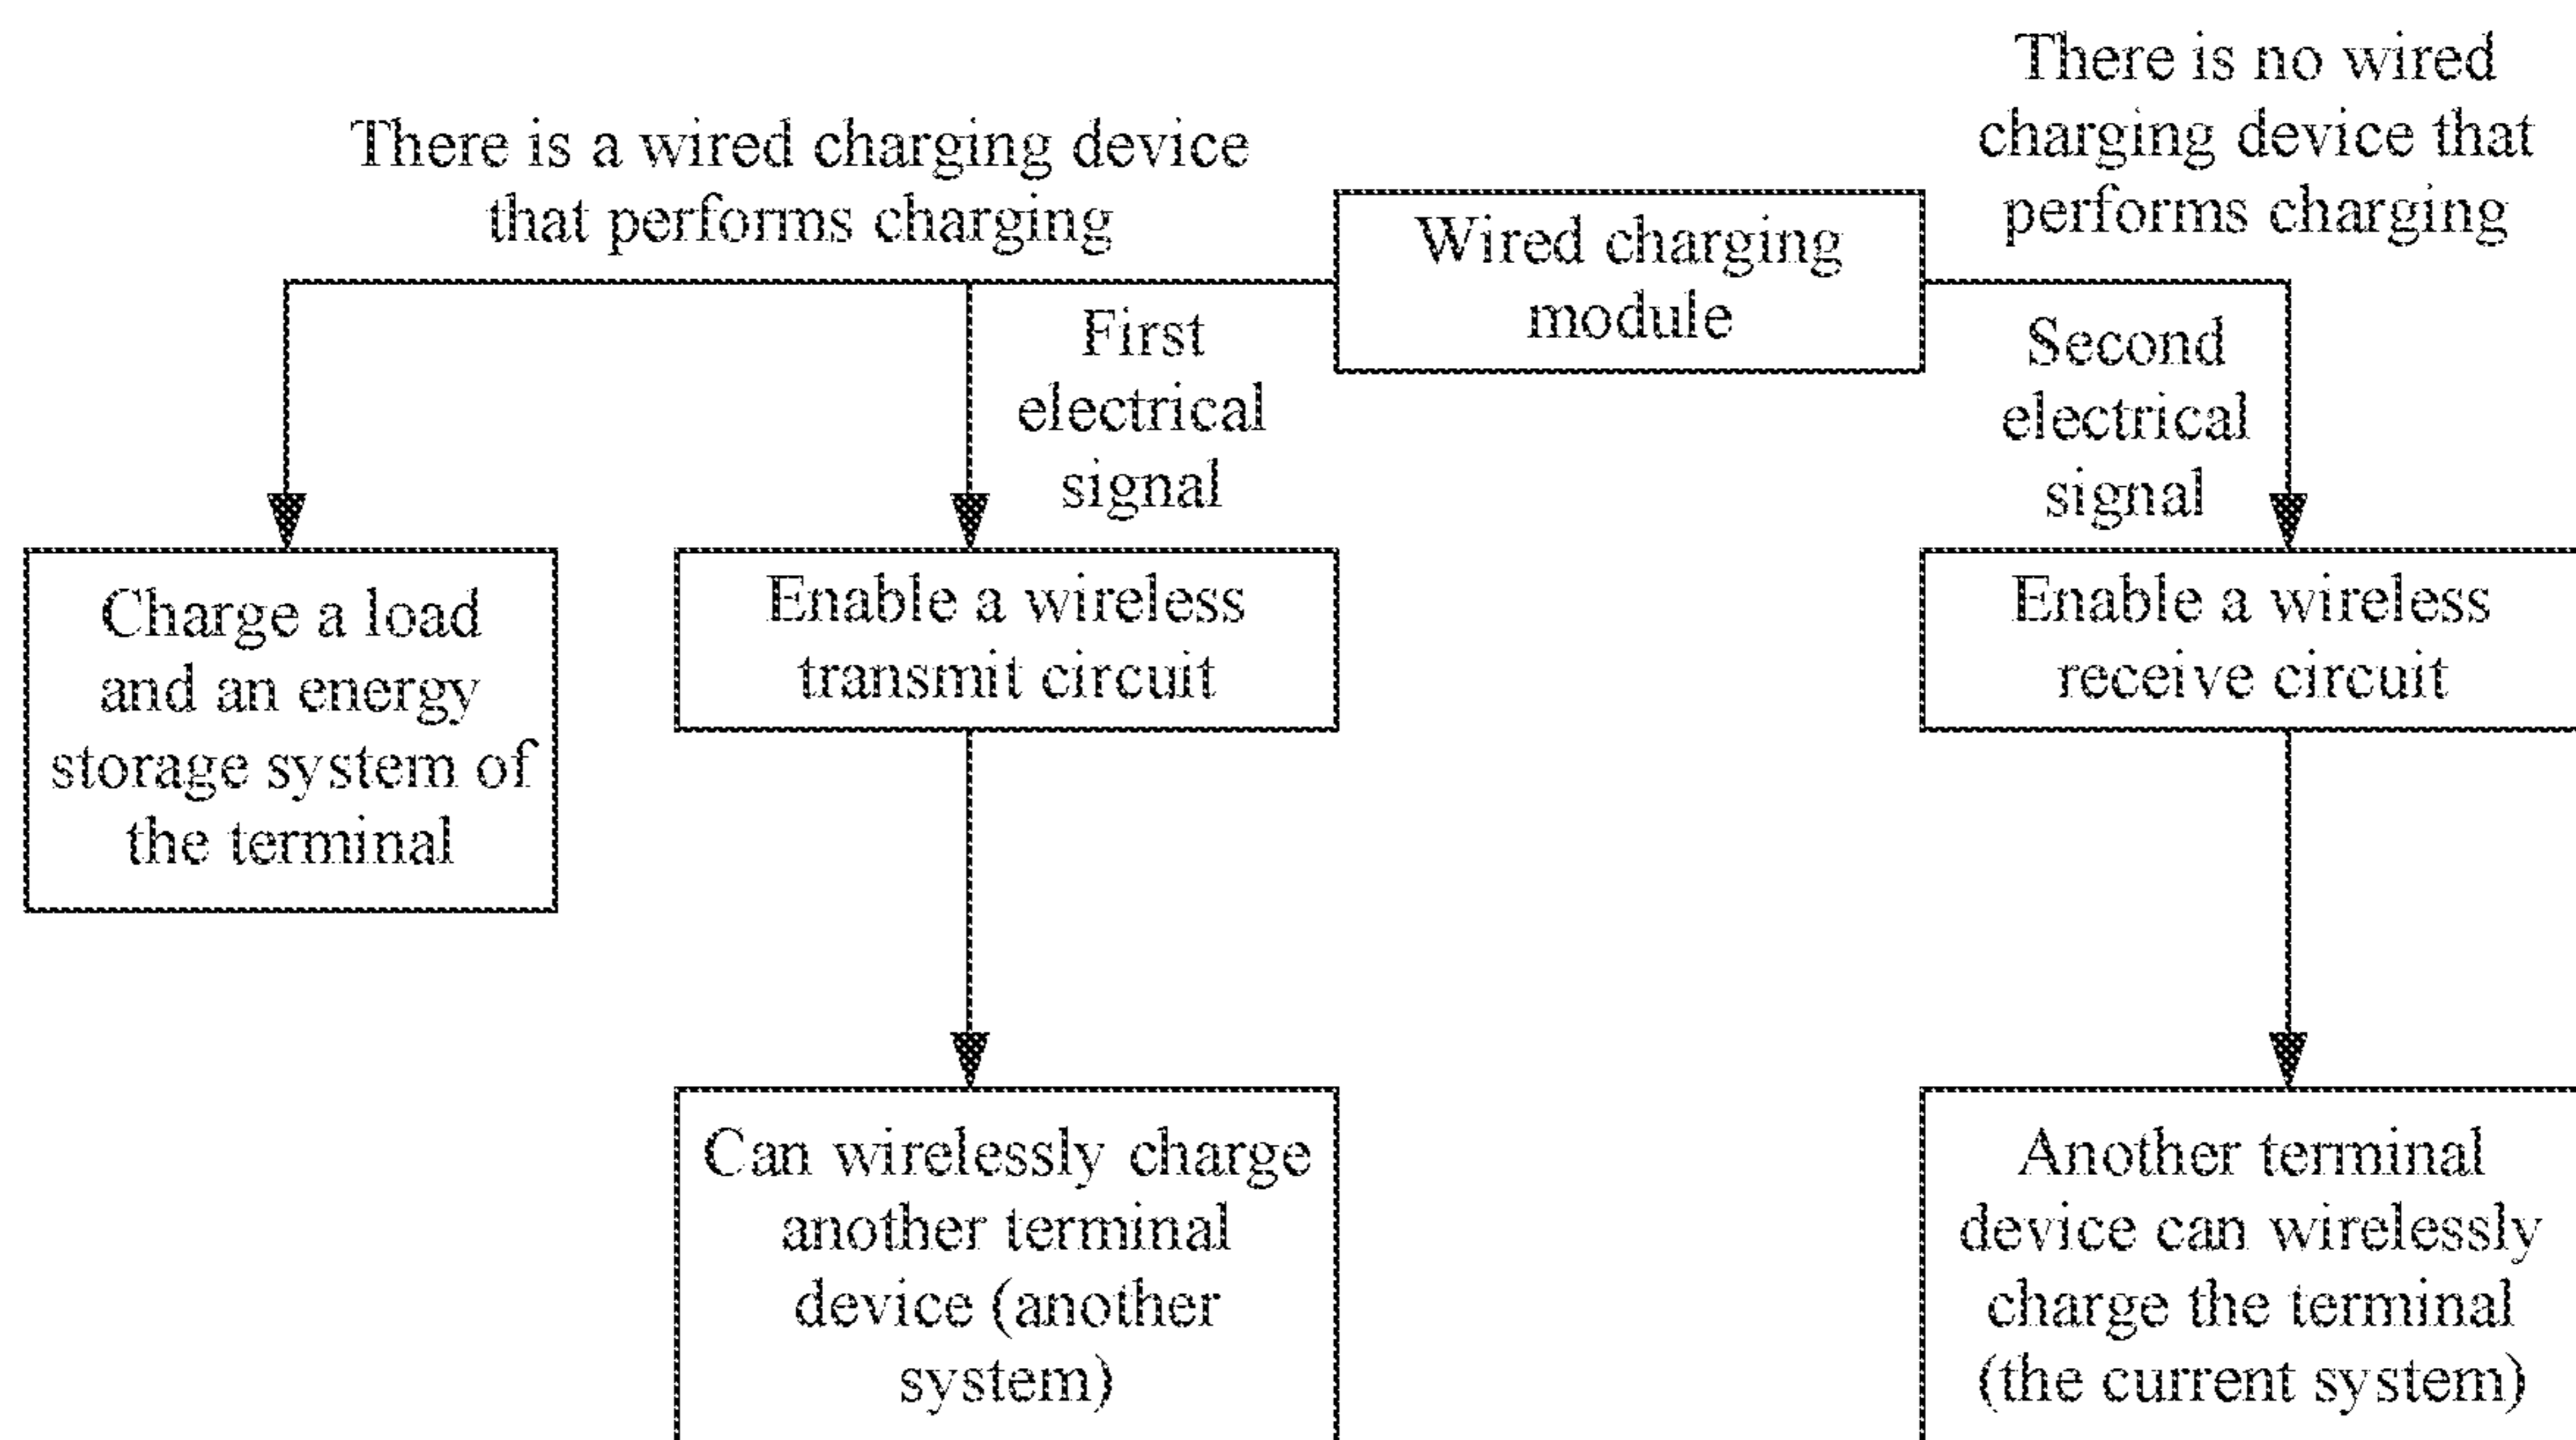 There is a wired charging device
that performs charging
There is no wired
charging device that
performs charging
Wired charging
module
First
electrical
signal
Second
electrical
signal
Charge a load
and an energy
storage system of
the terminal
Enable a wireless
transmit circuit
Enable a wireless
receive circuit
Can wirelessly charge
another terminal
device (another
system)
Another terminal
device can wirelessly
charge the terminal
(the current system)